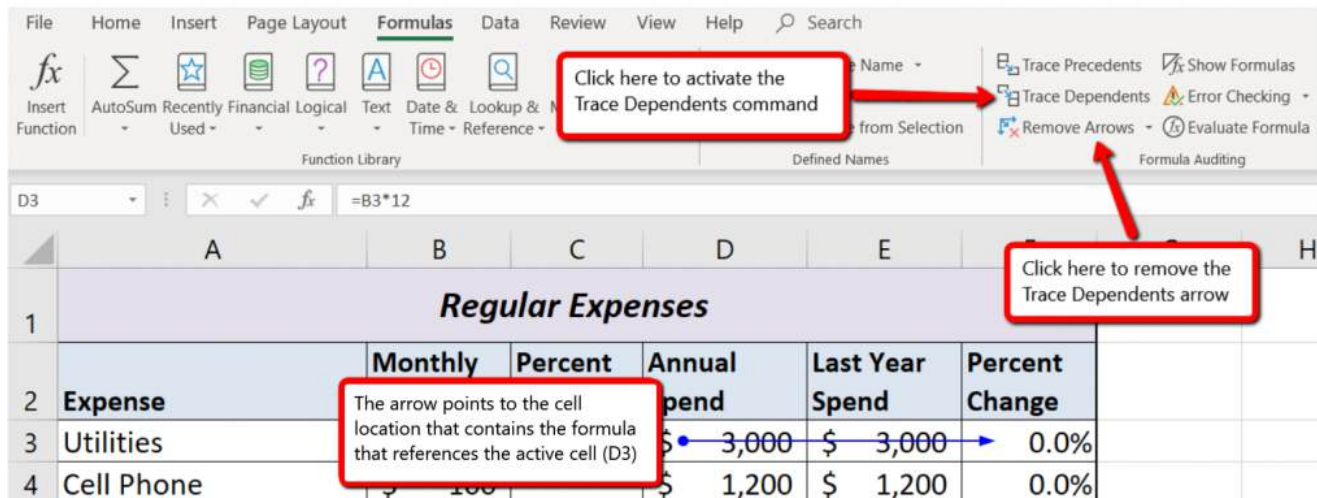 File Home Insert Page Layout Formulas Data Review View Help Search
fx
Insert Function
AutoSum
Recently Used
Financial
Logical
Text
Date & Time
Lookup & Reference
Function Library
Click here to activate the
Trace Dependents command
Name
from Selection
Defined Names
Trace Precedents
Trace Dependents
Remove Arrows
Show Formulas
Error Checking
Evaluate Formula
Formula Auditing
D3 fx =B3*12
Click here to remove the
Trace Dependents arrow
A B C D E H
1 Regular Expenses
Monthly Percent Annual Last Year Percent
2 Expense pend Spend Change
The arrow points to the cell
location that contains the formula
that references the active cell (D3)
3 Utilities $ 3,000 $ 3,000 0.0%
4 Cell Phone $ 100 $ 1,200 $ 1,200 0.0%